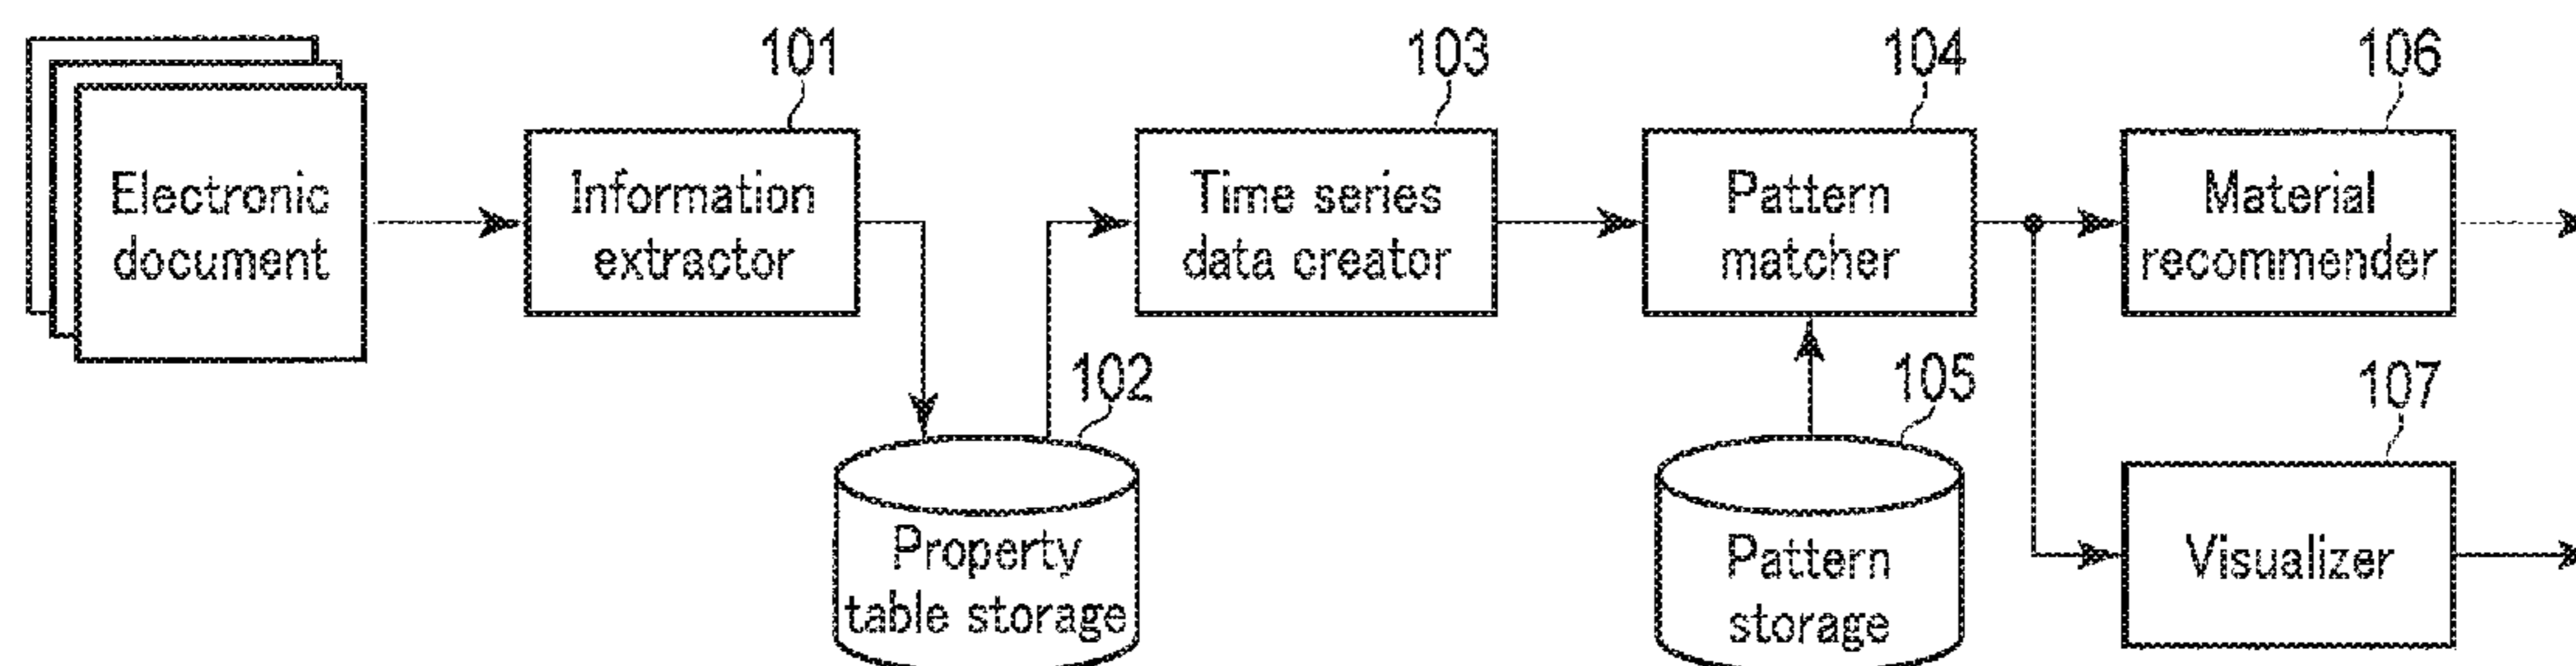 101
103
104
106
Electronic
document
Information
extractor
Time series
data creator
Pattern
matcher
Material
recommender
102
105
107
Property
table storage
Pattern
storage
Visualizer